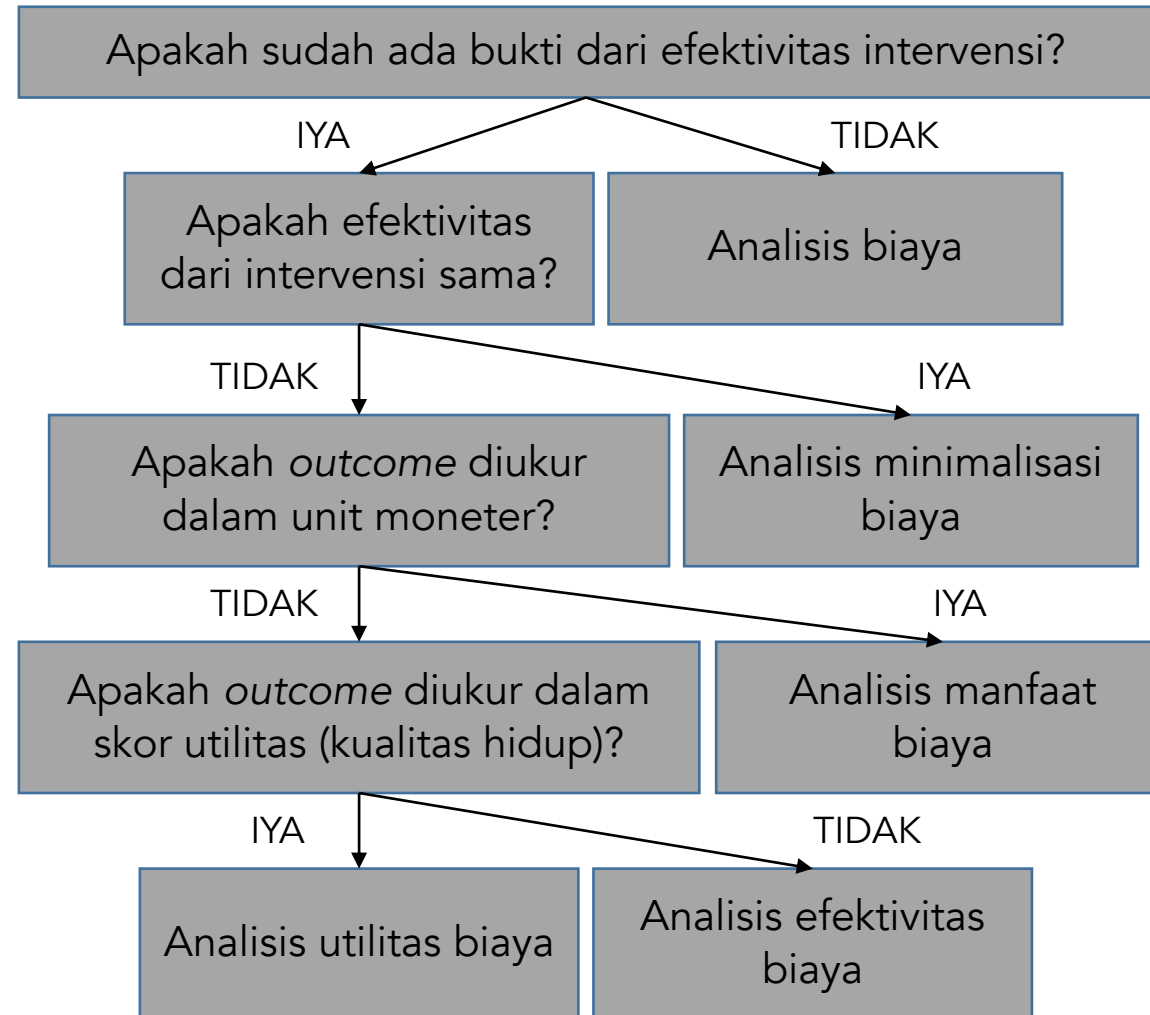 Apakah sudah ada bukti dari efektivitas intervensi?
IYA
TIDAK
Apakah efektivitas
dari intervensi sama?
Analisis biaya
TIDAK
IYA
Apakah outcome diukur
dalam unit moneter?
Analisis minimalisasi
biaya
TIDAK
IYA
Apakah outcome diukur dalam
skor utilitas (kualitas hidup)?
Analisis manfaat
biaya
IYA
TIDAK
Analisis utilitas biaya
Analisis efektivitas
biaya